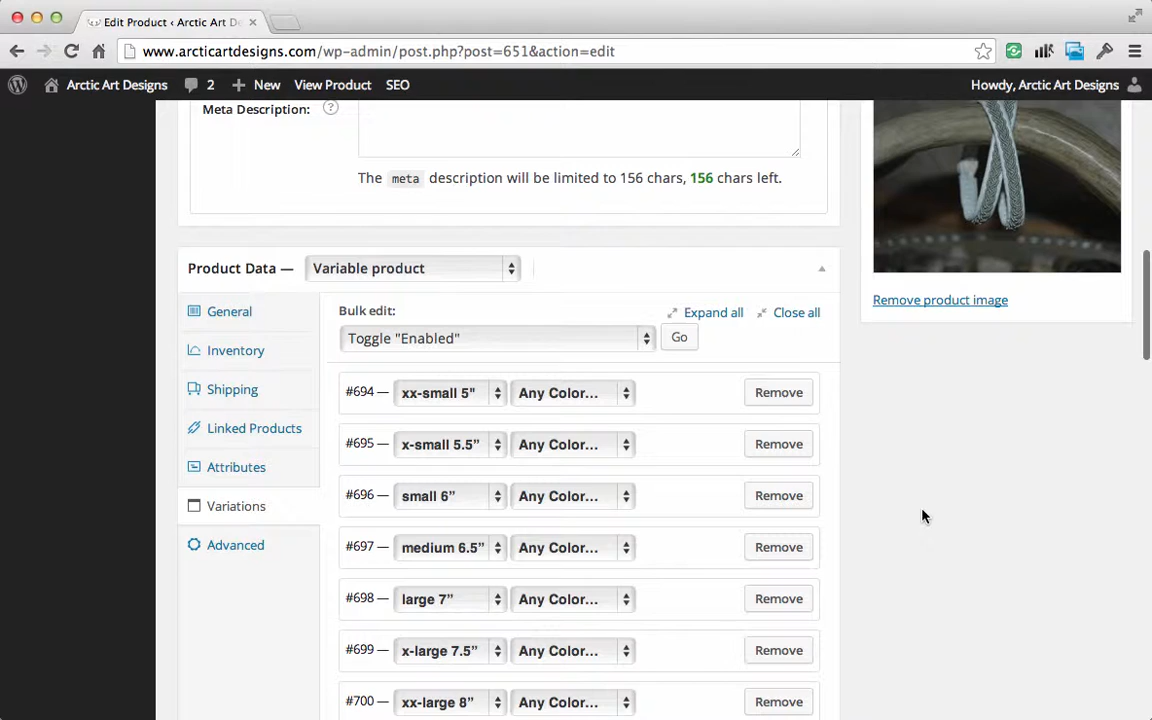 Edit Product ‹ Arctic Art D
www.arcticartdesigns.com/wp-admin/post.php?post=651&action=edit
Arctic Art Designs 2 New View Product SEO Howdy, Arctic Art Designs
Meta Description: ?
The meta description will be limited to 156 chars, 156 chars left.
Product Data — Variable product
Remove product image
General
Inventory
Shipping
Linked Products
Attributes
Variations
Advanced
Bulk edit: Expand all Close all
Toggle "Enabled" Go
#694 — xx-small 5" Any Color... Remove
#695 — x-small 5.5” Any Color... Remove
#696 — small 6” Any Color... Remove
#697 — medium 6.5” Any Color... Remove
#698 — large 7” Any Color... Remove
#699 — x-large 7.5” Any Color... Remove
#700 — xx-large 8” Any Color... Remove